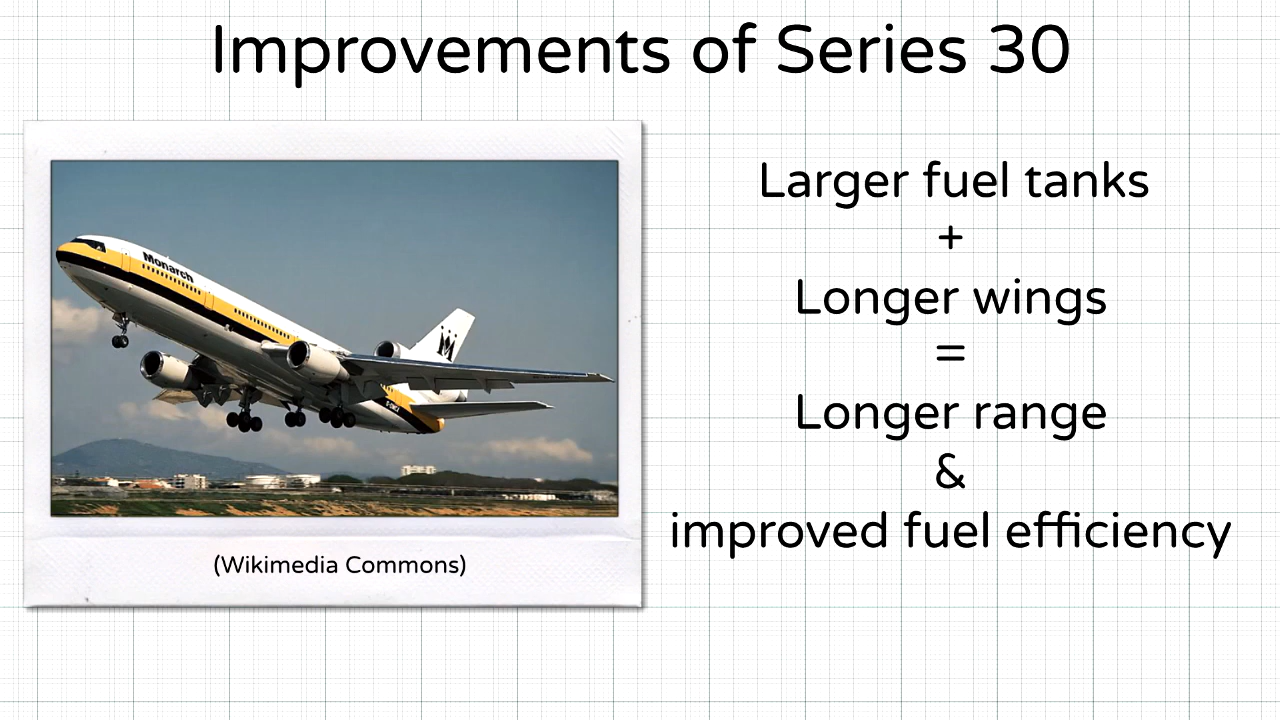 Improvements of Series 30
Monarch
(Wikimedia Commons)
Larger fuel tanks
+
Longer wings
=
Longer range
&
improved fuel efficiency